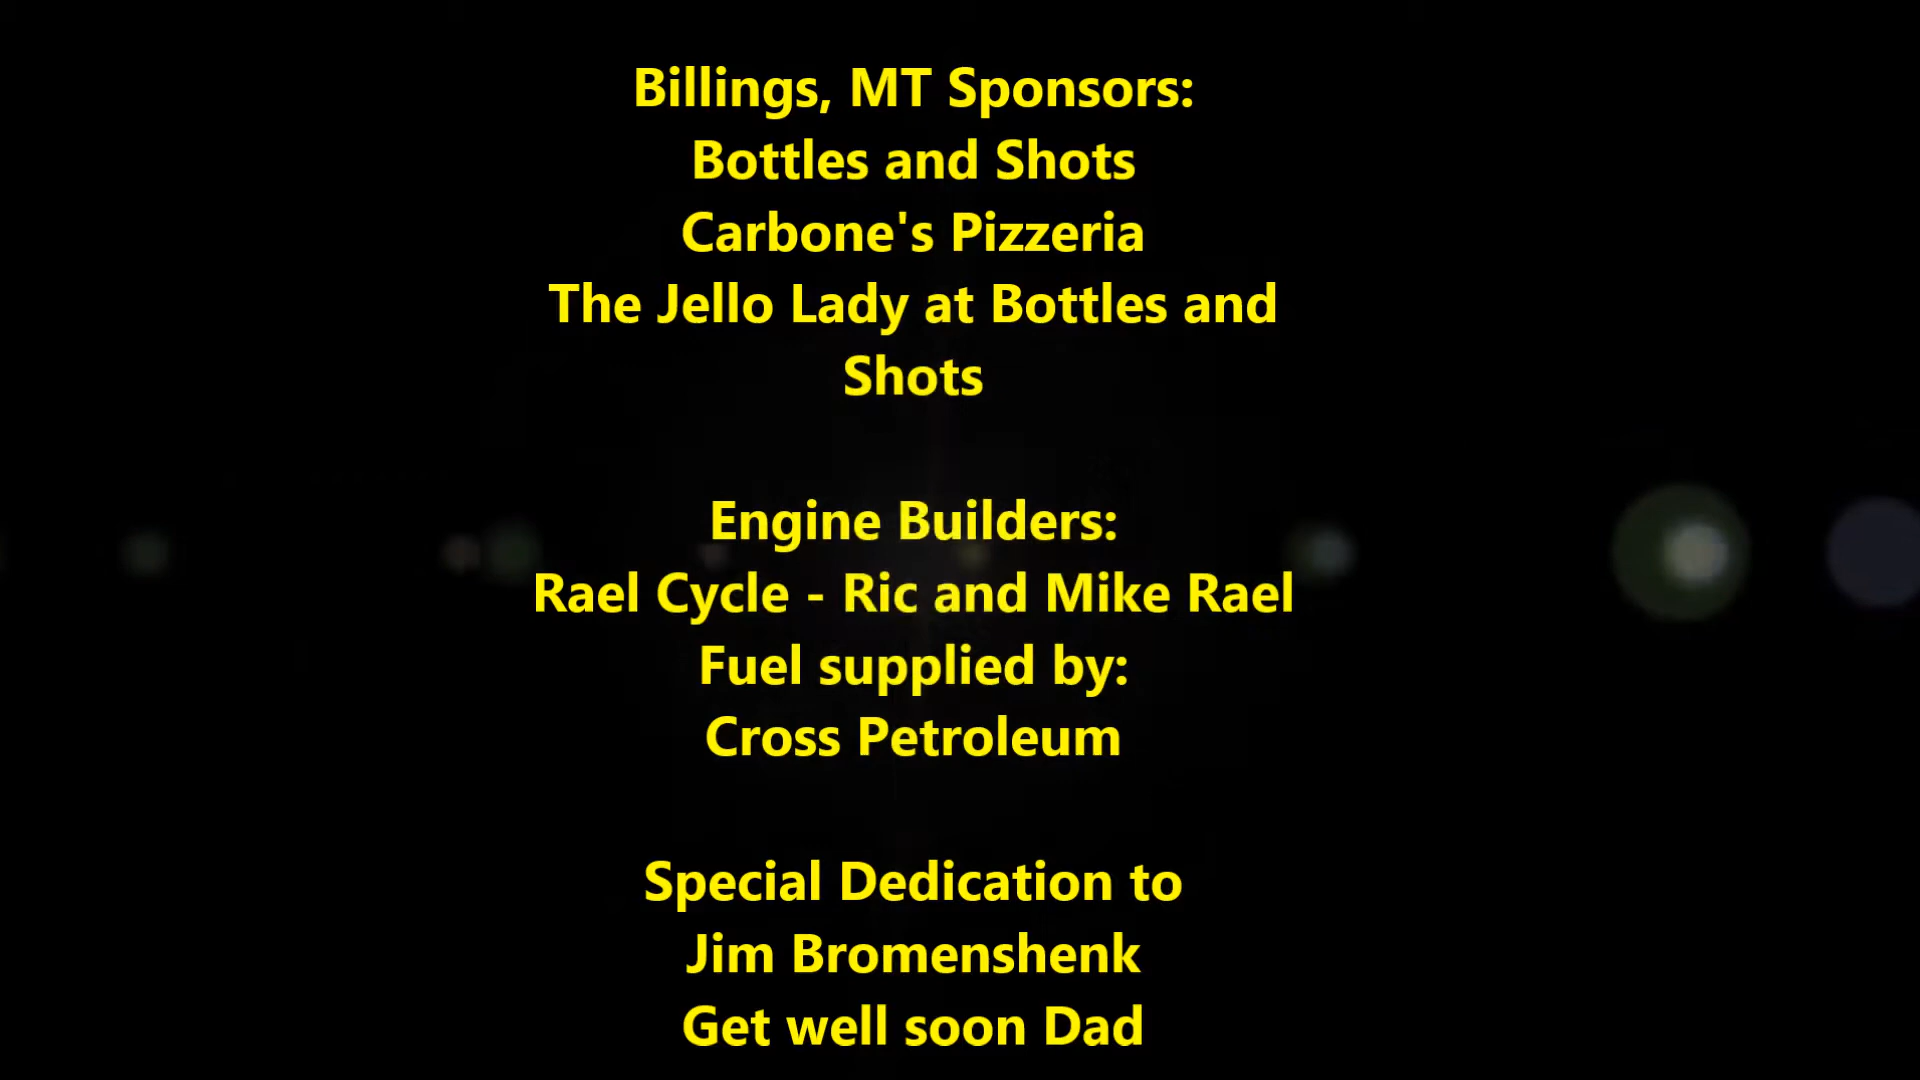 Billings, MT Sponsors:
Bottles and Shots
Carbone's Pizzeria
The Jello Lady at Bottles and
Shots
Engine Builders:
Rael Cycle - Ric and Mike Rael
Fuel supplied by:
Cross Petroleum
Special Dedication to
Jim Bromenshenk
Get well soon Dad